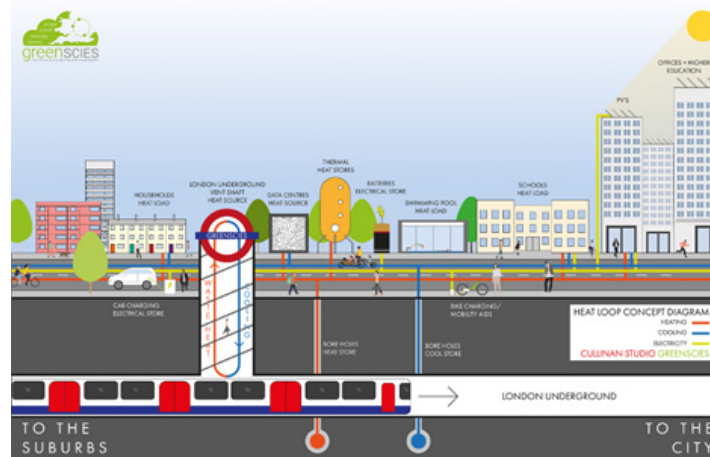 greenSCIES
OFFICES + HIGHER
EDUCATION
PV'S
THERMAL
HEAT STORES
LONDON UNDERGROUND
VENT SHAFT
HEAT SOURCE
HOUSEHOLDS
HEAT LOAD
DATA CENTRES
HEAT SOURCE
BATTERIES
ELECTRICAL STORE
SWIMMING POOL
HEAT LOAD
SCHOOLS
HEAT LOAD
GREENSCIES
WASTE HEAT
COOLING
CAR CHARGING
ELECTRICAL STORE
BIKE CHARGING/
MOBILITY AIDS
BORE HOLES
HEAT STORE
BORE HOLES
COOL STORE
HEAT LOOP CONCEPT DIAGRAM
HEATING
COOLING
ELECTRICITY
CULLINAN STUDIO GREENSCIES
LONDON UNDERGROUND
TO THE
SUBURBS
TO THE
CITY